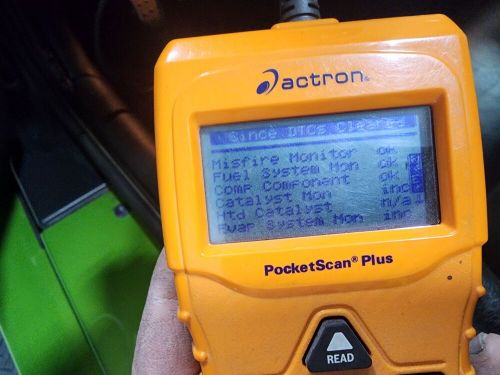 actron®
Since DTCs Cleared
Misfire Monitor ok
Fuel System Mon ok
Comp Component ok
Catalyst Mon inc
Htd Catalyst n/a
Evap System Mon inc
PocketScan® Plus
READ